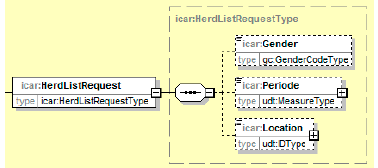 icar:HerdListRequestType
icar:Gender
type qc:GenderCodeType
icar:HerdListRequest
type icar:HerdListRequestType
icar:Periode
type udt:MeasureType
icar:Location
type udt:IDType